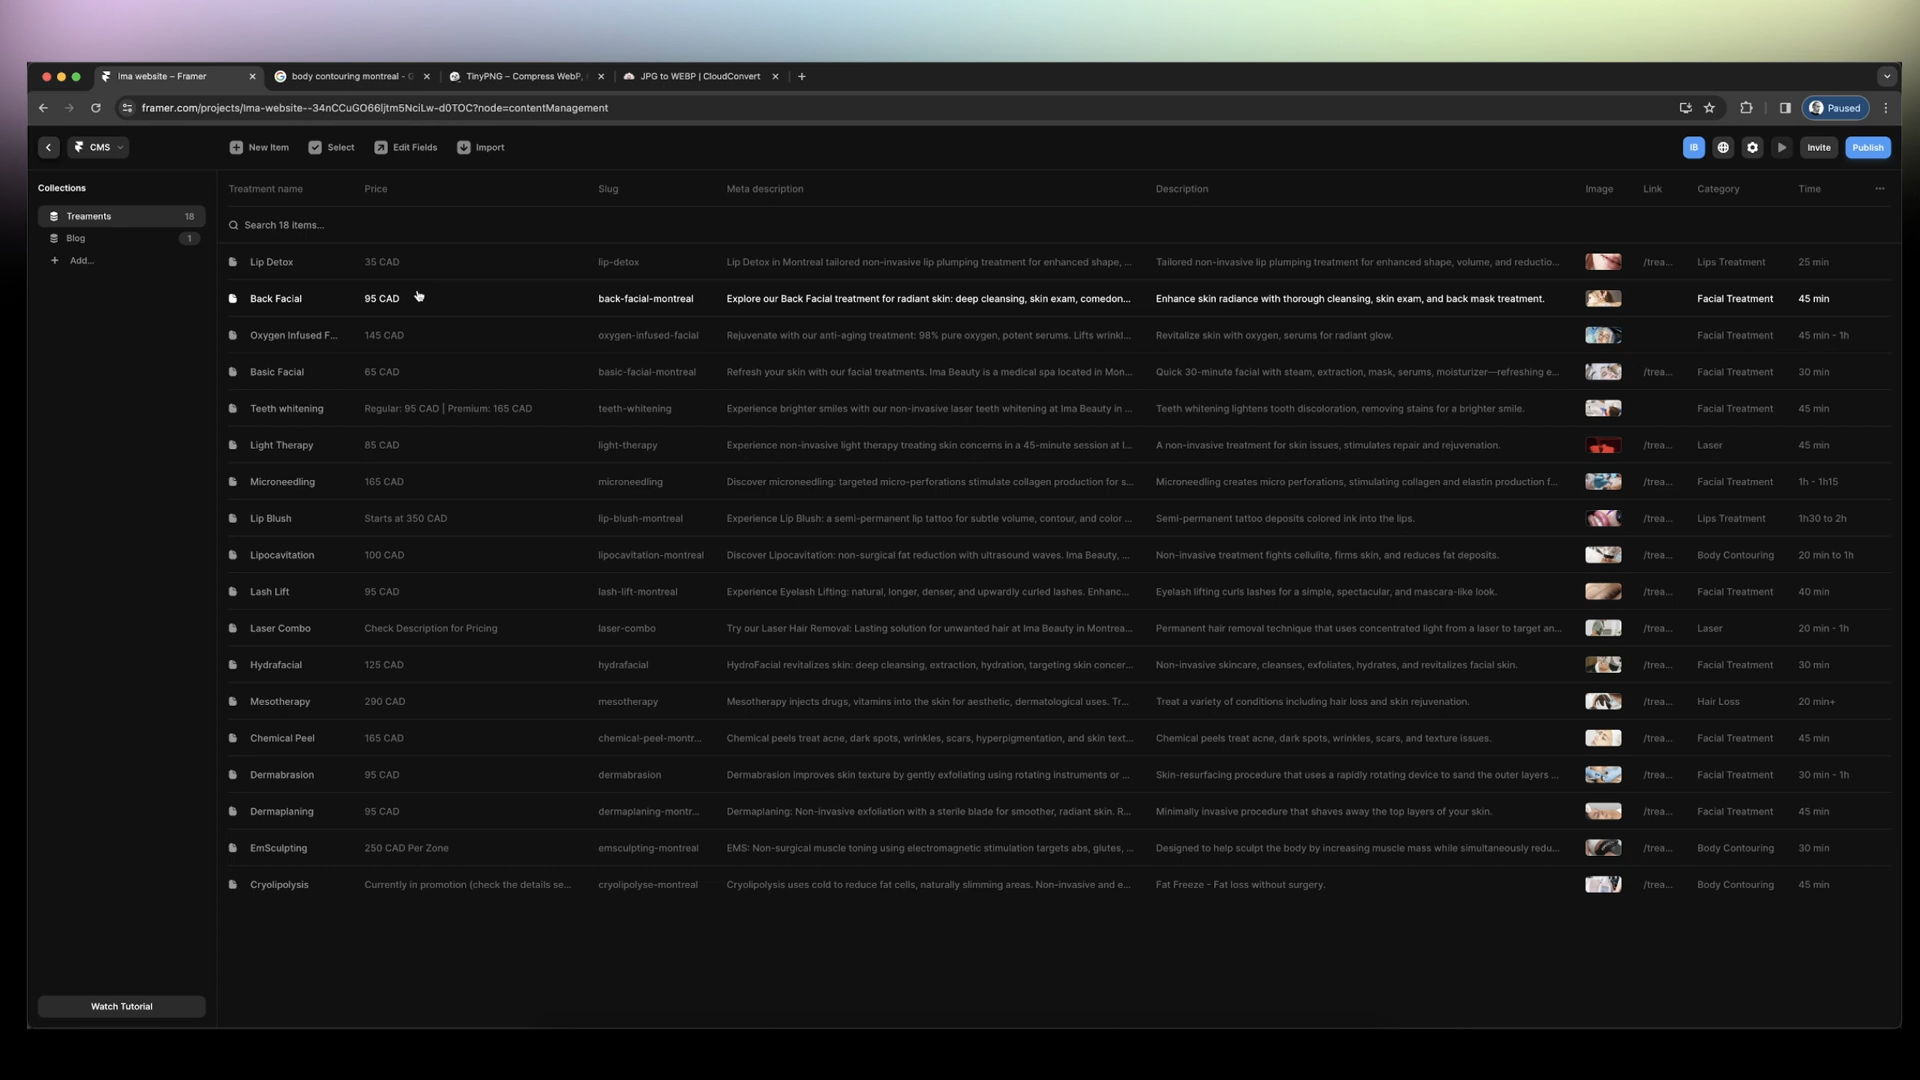 Ima website – Framer
body contouring montreal - G
TinyPNG – Compress WebP,
JPG to WEBP | CloudConvert
framer.com/projects/Ima-website--34nCCuGO66ljtm5NciLw-d0TOC?node=contentManagement
Paused
CMS
New Item
Select
Edit Fields
Import
IB
Invite
Publish
Collections
Treaments 18
Blog 1
Add...
Treatment name Price Slug Meta description Description Image Link Category Time
Search 18 items...
Lip Detox 35 CAD lip-detox Lip Detox in Montreal tailored non-invasive lip plumping treatment for enhanced shape, ... Tailored non-invasive lip plumping treatment for enhanced shape, volume, and reductio... /trea... Lips Treatment 25 min
Back Facial 95 CAD back-facial-montreal Explore our Back Facial treatment for radiant skin: deep cleansing, skin exam, comedon... Enhance skin radiance with thorough cleansing, skin exam, and back mask treatment. Facial Treatment 45 min
Oxygen Infused F... 145 CAD oxygen-infused-facial Rejuvenate with our anti-aging treatment: 98% pure oxygen, potent serums. Lifts wrinkl... Revitalize skin with oxygen, serums for radiant glow. Facial Treatment 45 min - 1h
Basic Facial 65 CAD basic-facial-montreal Refresh your skin with our facial treatments. Ima Beauty is a medical spa located in Mon... Quick 30-minute facial with steam, extraction, mask, serums, moisturizer—refreshing e... /trea... Facial Treatment 30 min
Teeth whitening Regular: 95 CAD | Premium: 165 CAD teeth-whitening Experience brighter smiles with our non-invasive laser teeth whitening at Ima Beauty in ... Teeth whitening lightens tooth discoloration, removing stains for a brighter smile. Facial Treatment 45 min
Light Therapy 85 CAD light-therapy Experience non-invasive light therapy treating skin concerns in a 45-minute session at I... A non-invasive treatment for skin issues, stimulates repair and rejuvenation. /trea... Laser 45 min
Microneedling 165 CAD microneedling Discover microneedling: targeted micro-perforations stimulate collagen production for s... Microneedling creates micro perforations, stimulating collagen and elastin production f... /trea... Facial Treatment 1h - 1h15
Lip Blush Starts at 350 CAD lip-blush-montreal Experience Lip Blush: a semi-permanent lip tattoo for subtle volume, contour, and color ... Semi-permanent tattoo deposits colored ink into the lips. /trea... Lips Treatment 1h30 to 2h
Lipocavitation 100 CAD lipocavitation-montreal Discover Lipocavitation: non-surgical fat reduction with ultrasound waves. Ima Beauty, ... Non-invasive treatment fights cellulite, firms skin, and reduces fat deposits. /trea... Body Contouring 20 min to 1h
Lash Lift 95 CAD lash-lift-montreal Experience Eyelash Lifting: natural, longer, denser, and upwardly curled lashes. Enhanc... Eyelash lifting curls lashes for a simple, spectacular, and mascara-like look. /trea... Facial Treatment 40 min
Laser Combo Check Description for Pricing laser-combo Try our Laser Hair Removal: Lasting solution for unwanted hair at Ima Beauty in Montrea... Permanent hair removal technique that uses concentrated light from a laser to target an... /trea... Laser 20 min - 1h
Hydrafacial 125 CAD hydrafacial HydroFacial revitalizes skin: deep cleansing, extraction, hydration, targeting skin concer... Non-invasive skincare, cleanses, exfoliates, hydrates, and revitalizes facial skin. /trea... Facial Treatment 30 min
Mesotherapy 290 CAD mesotherapy Mesotherapy injects drugs, vitamins into the skin for aesthetic, dermatological uses. Tr... Treat a variety of conditions including hair loss and skin rejuvenation. /trea... Hair Loss 20 min+
Chemical Peel 165 CAD chemical-peel-montr... Chemical peels treat acne, dark spots, wrinkles, scars, hyperpigmentation, and skin text... Chemical peels treat acne, dark spots, wrinkles, scars, and texture issues. /trea... Facial Treatment 45 min
Dermabrasion 95 CAD dermabrasion Dermabrasion improves skin texture by gently exfoliating using rotating instruments or ... Skin-resurfacing procedure that uses a rapidly rotating device to sand the outer layers ... /trea... Facial Treatment 30 min - 1h
Dermaplaning 95 CAD dermaplaning-montr... Dermaplaning: Non-invasive exfoliation with a sterile blade for smoother, radiant skin. R... Minimally invasive procedure that shaves away the top layers of your skin. /trea... Facial Treatment 45 min
EmSculpting 250 CAD Per Zone emsculpting-montreal EMS: Non-surgical muscle toning using electromagnetic stimulation targets abs, glutes, ... Designed to help sculpt the body by increasing muscle mass while simultaneously redu... /trea... Body Contouring 30 min
Cryolipolysis Currently in promotion (check the details se... cryolipolyse-montreal Cryolipolysis uses cold to reduce fat cells, naturally slimming areas. Non-invasive and e... Fat Freeze - Fat loss without surgery. /trea... Body Contouring 45 min
Watch Tutorial